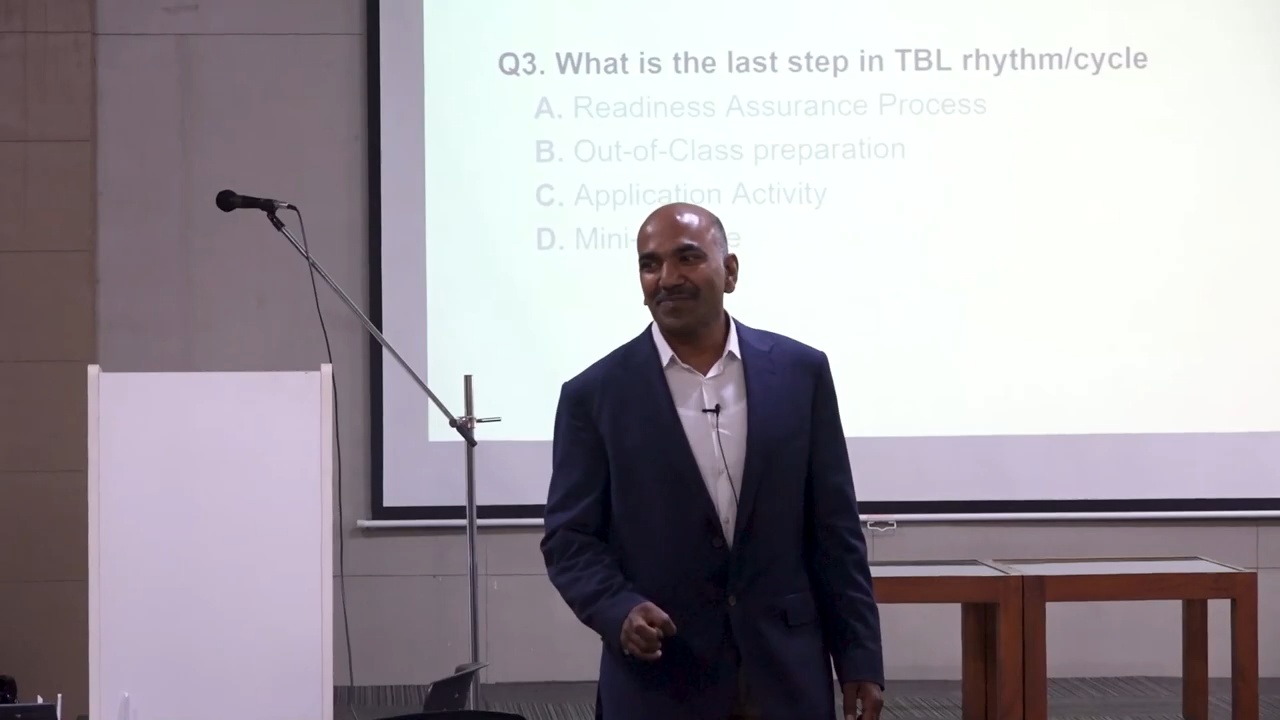 Q3. What is the last step in TBL rhythm/cycle
A. Readiness Assurance Process
B. Out-of-Class preparation
C. Application Activity
D. Mini-